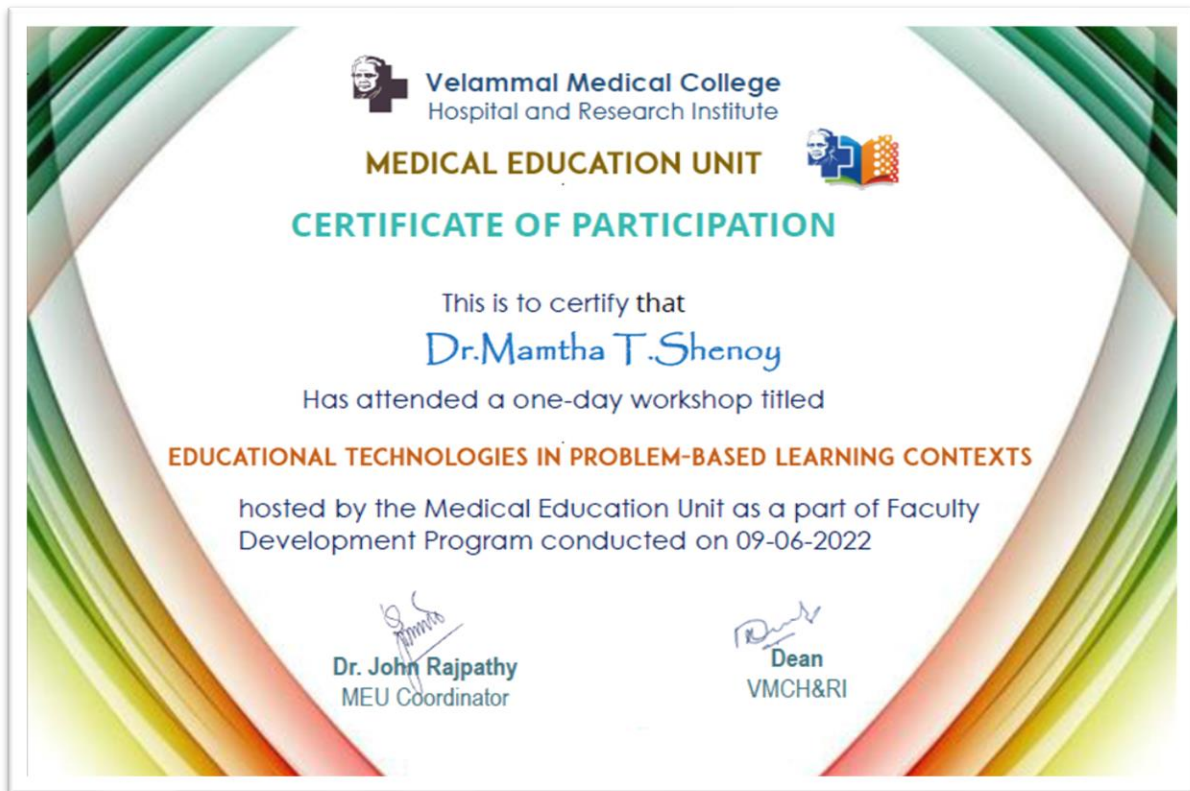 Velammal Medical College
Hospital and Research Institute
MEDICAL EDUCATION UNIT
CERTIFICATE OF PARTICIPATION
This is to certify that
Dr.Mamtha T.Shenoy
Has attended a one-day workshop titled
EDUCATIONAL TECHNOLOGIES IN PROBLEM-BASED LEARNING CONTEXTS
hosted by the Medical Education Unit as a part of Faculty
Development Program conducted on 09-06-2022
Dr. John Rajpathy
MEU Coordinator
Dean
VMCH&RI